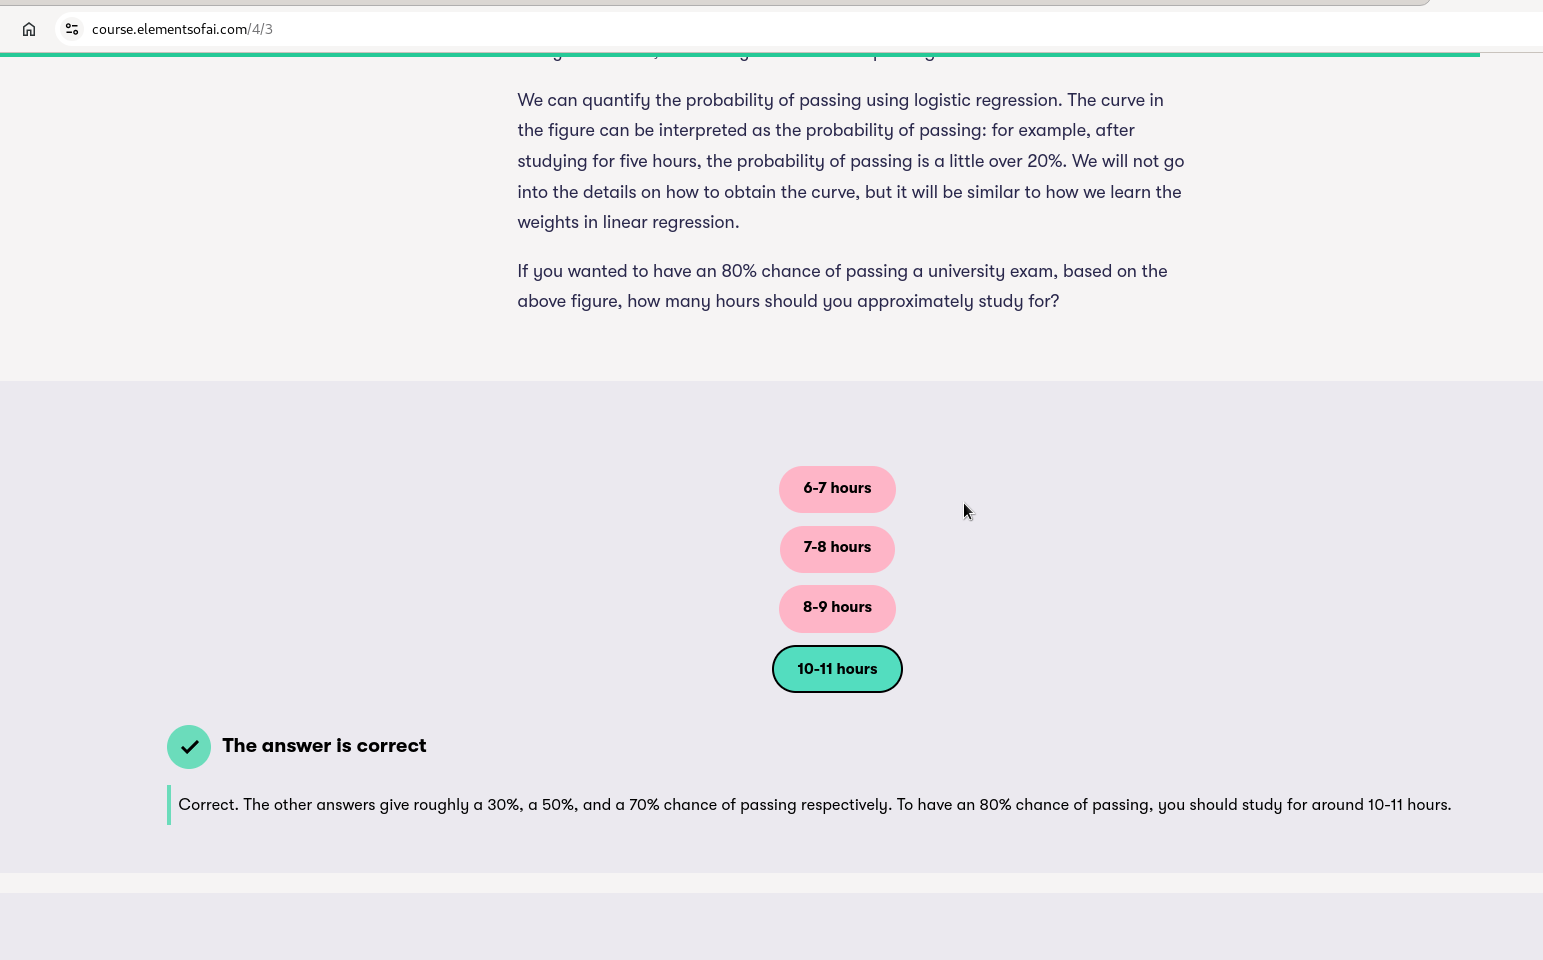 course.elementsofai.com/4/3
We can quantify the probability of passing using logistic regression. The curve in
the figure can be interpreted as the probability of passing: for example, after
studying for five hours, the probability of passing is a little over 20%. We will not go
into the details on how to obtain the curve, but it will be similar to how we learn the
weights in linear regression.
If you wanted to have an 80% chance of passing a university exam, based on the
above figure, how many hours should you approximately study for?
6-7 hours
7-8 hours
8-9 hours
10-11 hours
The answer is correct
Correct. The other answers give roughly a 30%, a 50%, and a 70% chance of passing respectively. To have an 80% chance of passing, you should study for around 10-11 hours.